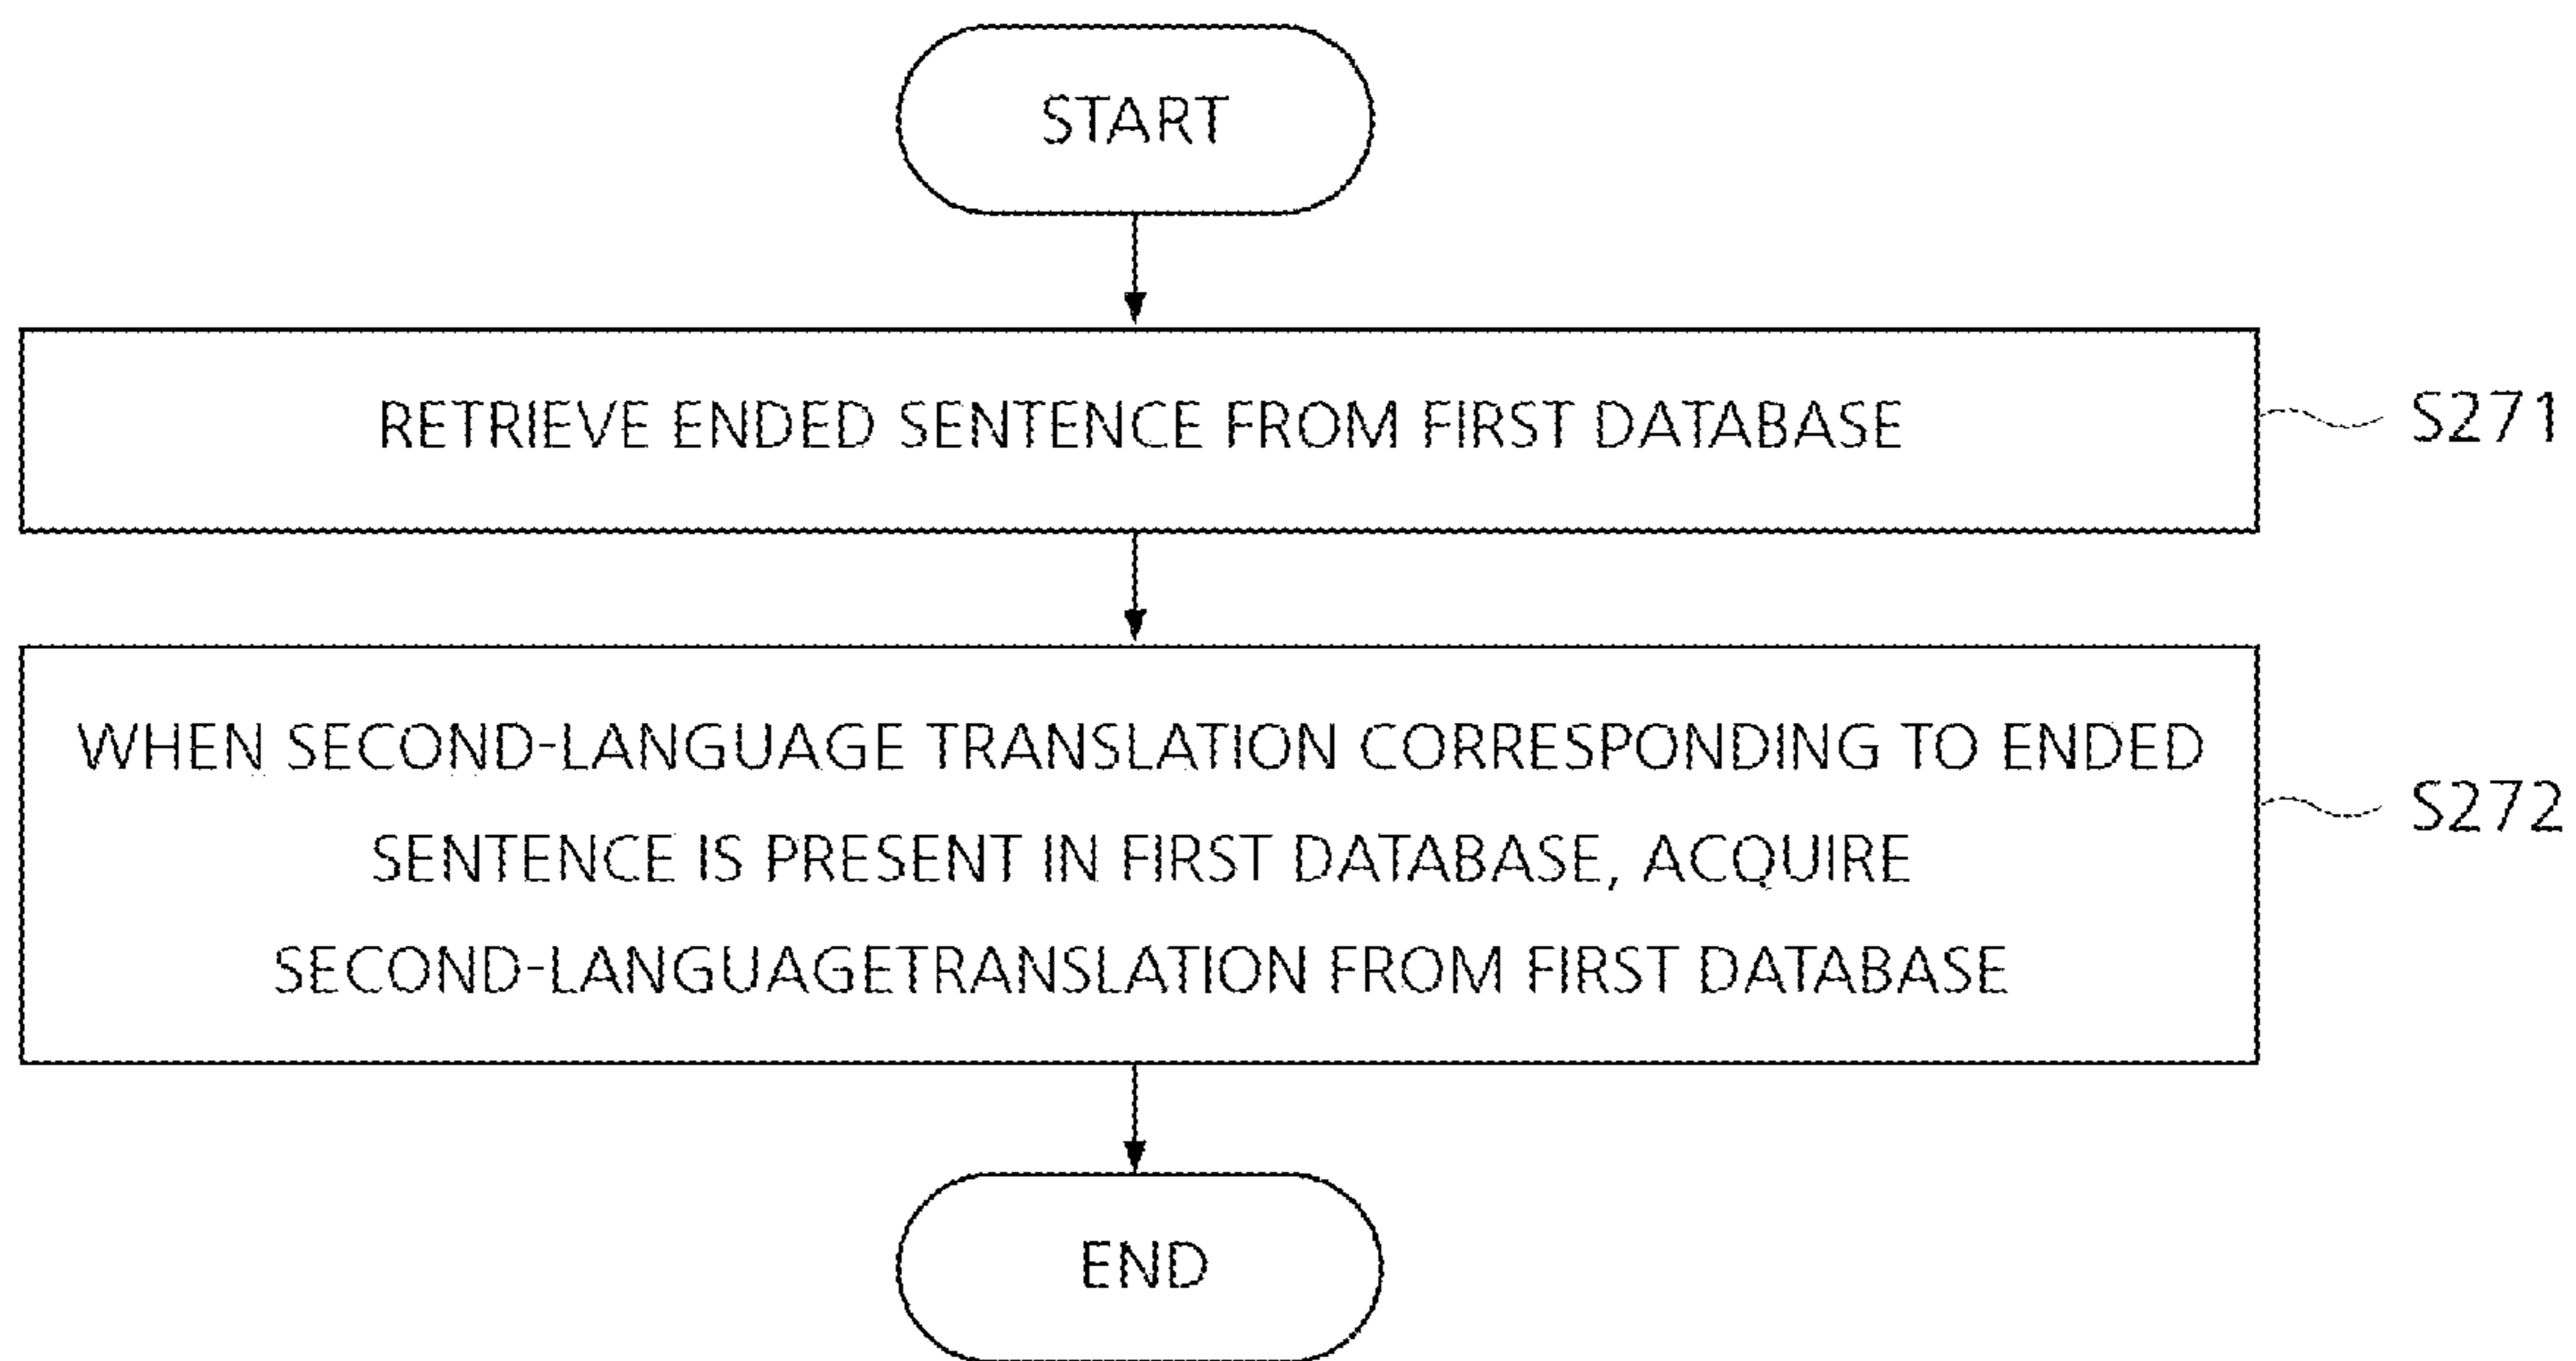 START
RETRIEVE ENDED SENTENCE FROM FIRST DATABASE
S271
WHEN SECOND-LANGUAGE TRANSLATION CORRESPONDING TO ENDED
SENTENCE IS PRESENT IN FIRST DATABASE, ACQUIRE
SECOND-LANGUAGETRANSLATION FROM FIRST DATABASE
S272
END